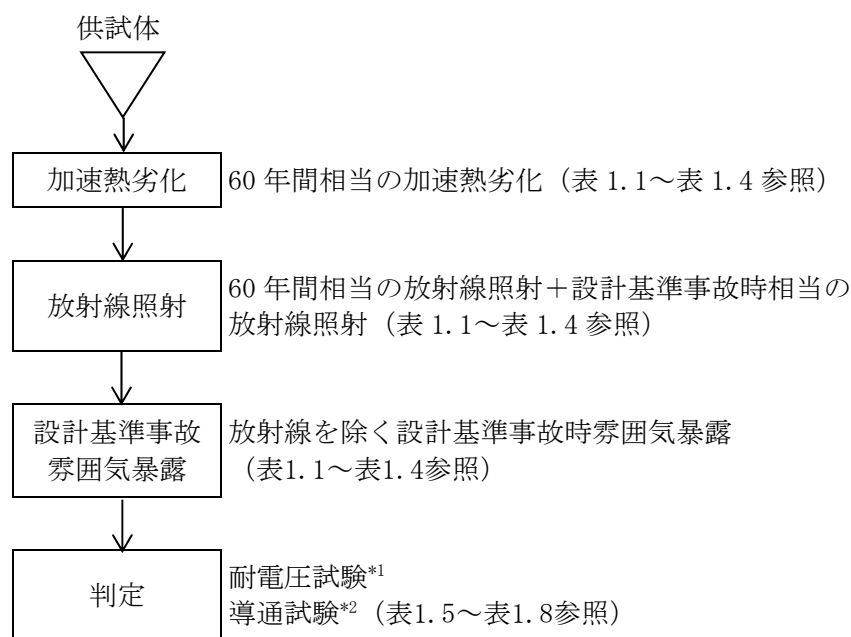 供試体
加速熱劣化
60 年間相当の加速熱劣化（表 1.1～表 1.4 参照）
放射線照射
60 年間相当の放射線照射＋設計基準事故時相当の
放射線照射（表 1.1～表 1.4 参照）
設計基準事故
雰囲気暴露
放射線を除く設計基準事故時雰囲気暴露
（表1.1～表1.4参照）
判定
耐電圧試験*1
導通試験*2（表1.5～表1.8参照）